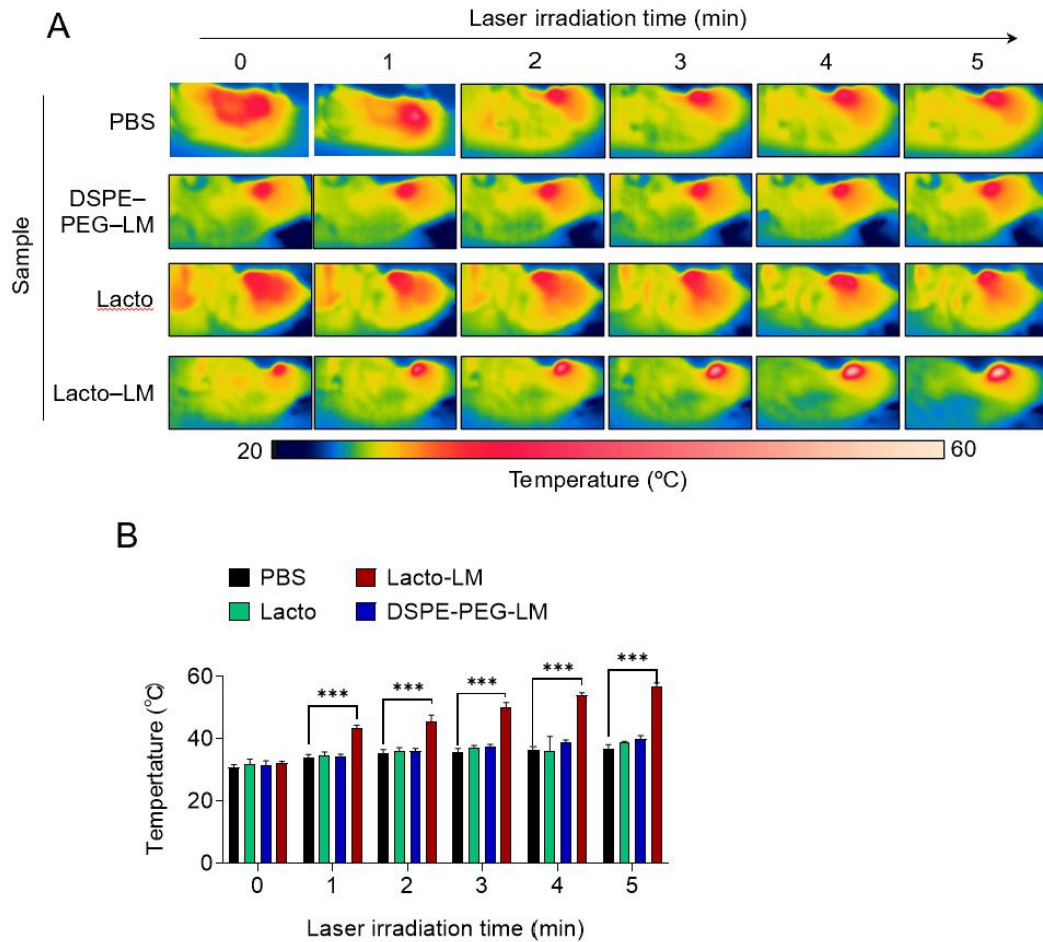 A
Laser irradiation time (min)
0 1 2 3 4 5
Sample
PBS
DSPE–
PEG–LM
Lacto
Lacto–LM
20 60
Temperature (ºC)
B
PBS Lacto-LM
Lacto DSPE-PEG-LM
Tempertature (°C)
60
40
20
0
*** *** *** *** ***
0 1 2 3 4 5
Laser irradiation time (min)